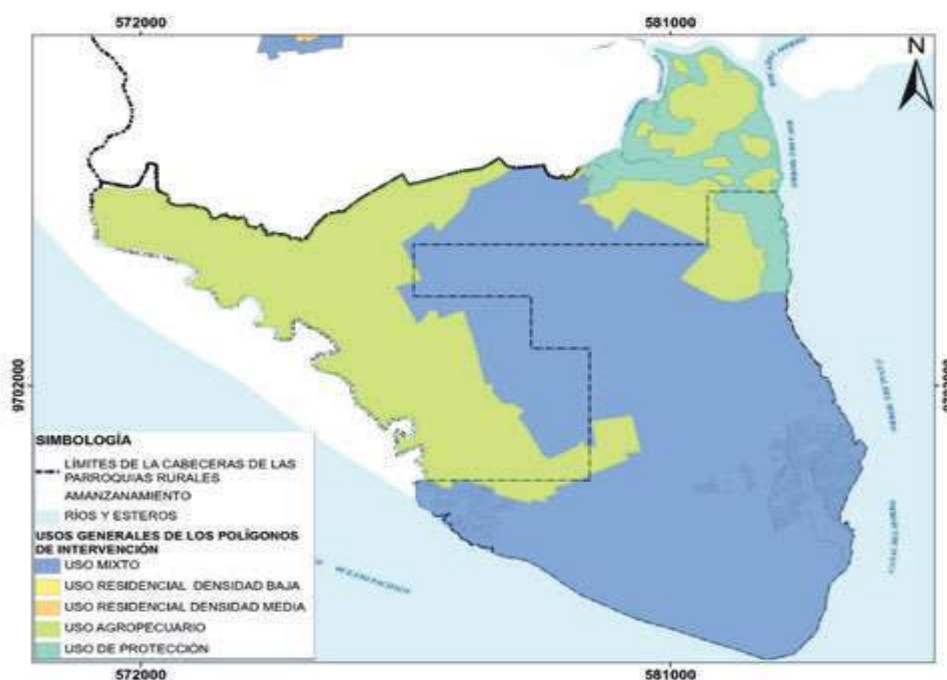 572000
581000
N
9702000
9702000
SIMBOLOGÍA
LÍMITES DE LA CABECERAS DE LAS
PARROQUIAS RURALES
AMANZANAMIENTO
RÍOS Y ESTEROS
USOS GENERALES DE LOS POLÍGONOS
DE INTERVENCIÓN
USO MIXTO
USO RESIDENCIAL DENSIDAD BAJA
USO RESIDENCIAL DENSIDAD MEDIA
USO AGROPECUARIO
USO DE PROTECCIÓN
572000
581000